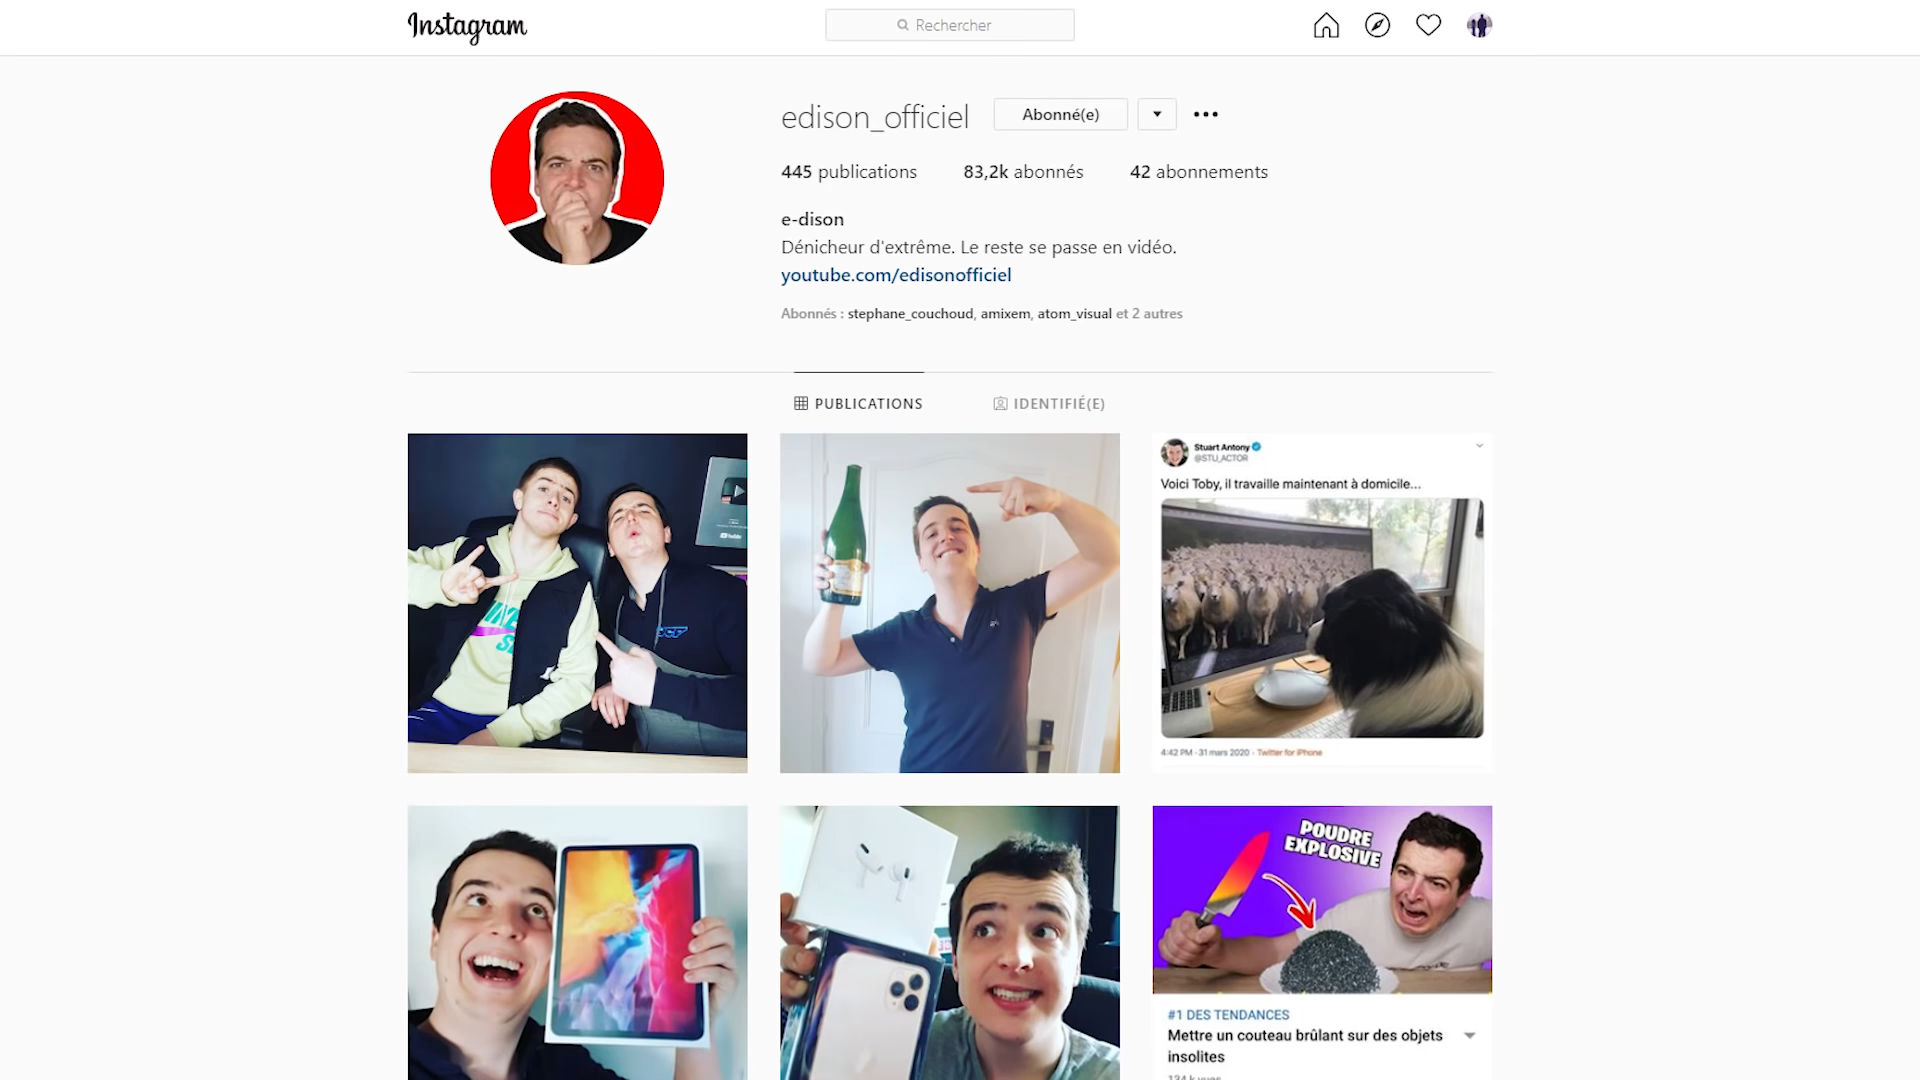 Instagram
Rechercher
edison_officiel
Abonné(e)
445 publications
83,2k abonnés
42 abonnements
e-dison
Dénicheur d'extrême. Le reste se passe en vidéo.
youtube.com/edisonofficiel
Abonnés : stephane_couchoud, amixem, atom_visual et 2 autres
PUBLICATIONS
IDENTIFIÉ(E)
YouTube
Stuart Antony
@STU_ACTOR
Voici Toby, il travaille maintenant à domicile...
4:42 PM · 31 mars 2020 · Twitter for iPhone
POUDRE
EXPLOSIVE
#1 DES TENDANCES
Mettre un couteau brûlant sur des objets
insolites
134 k vues